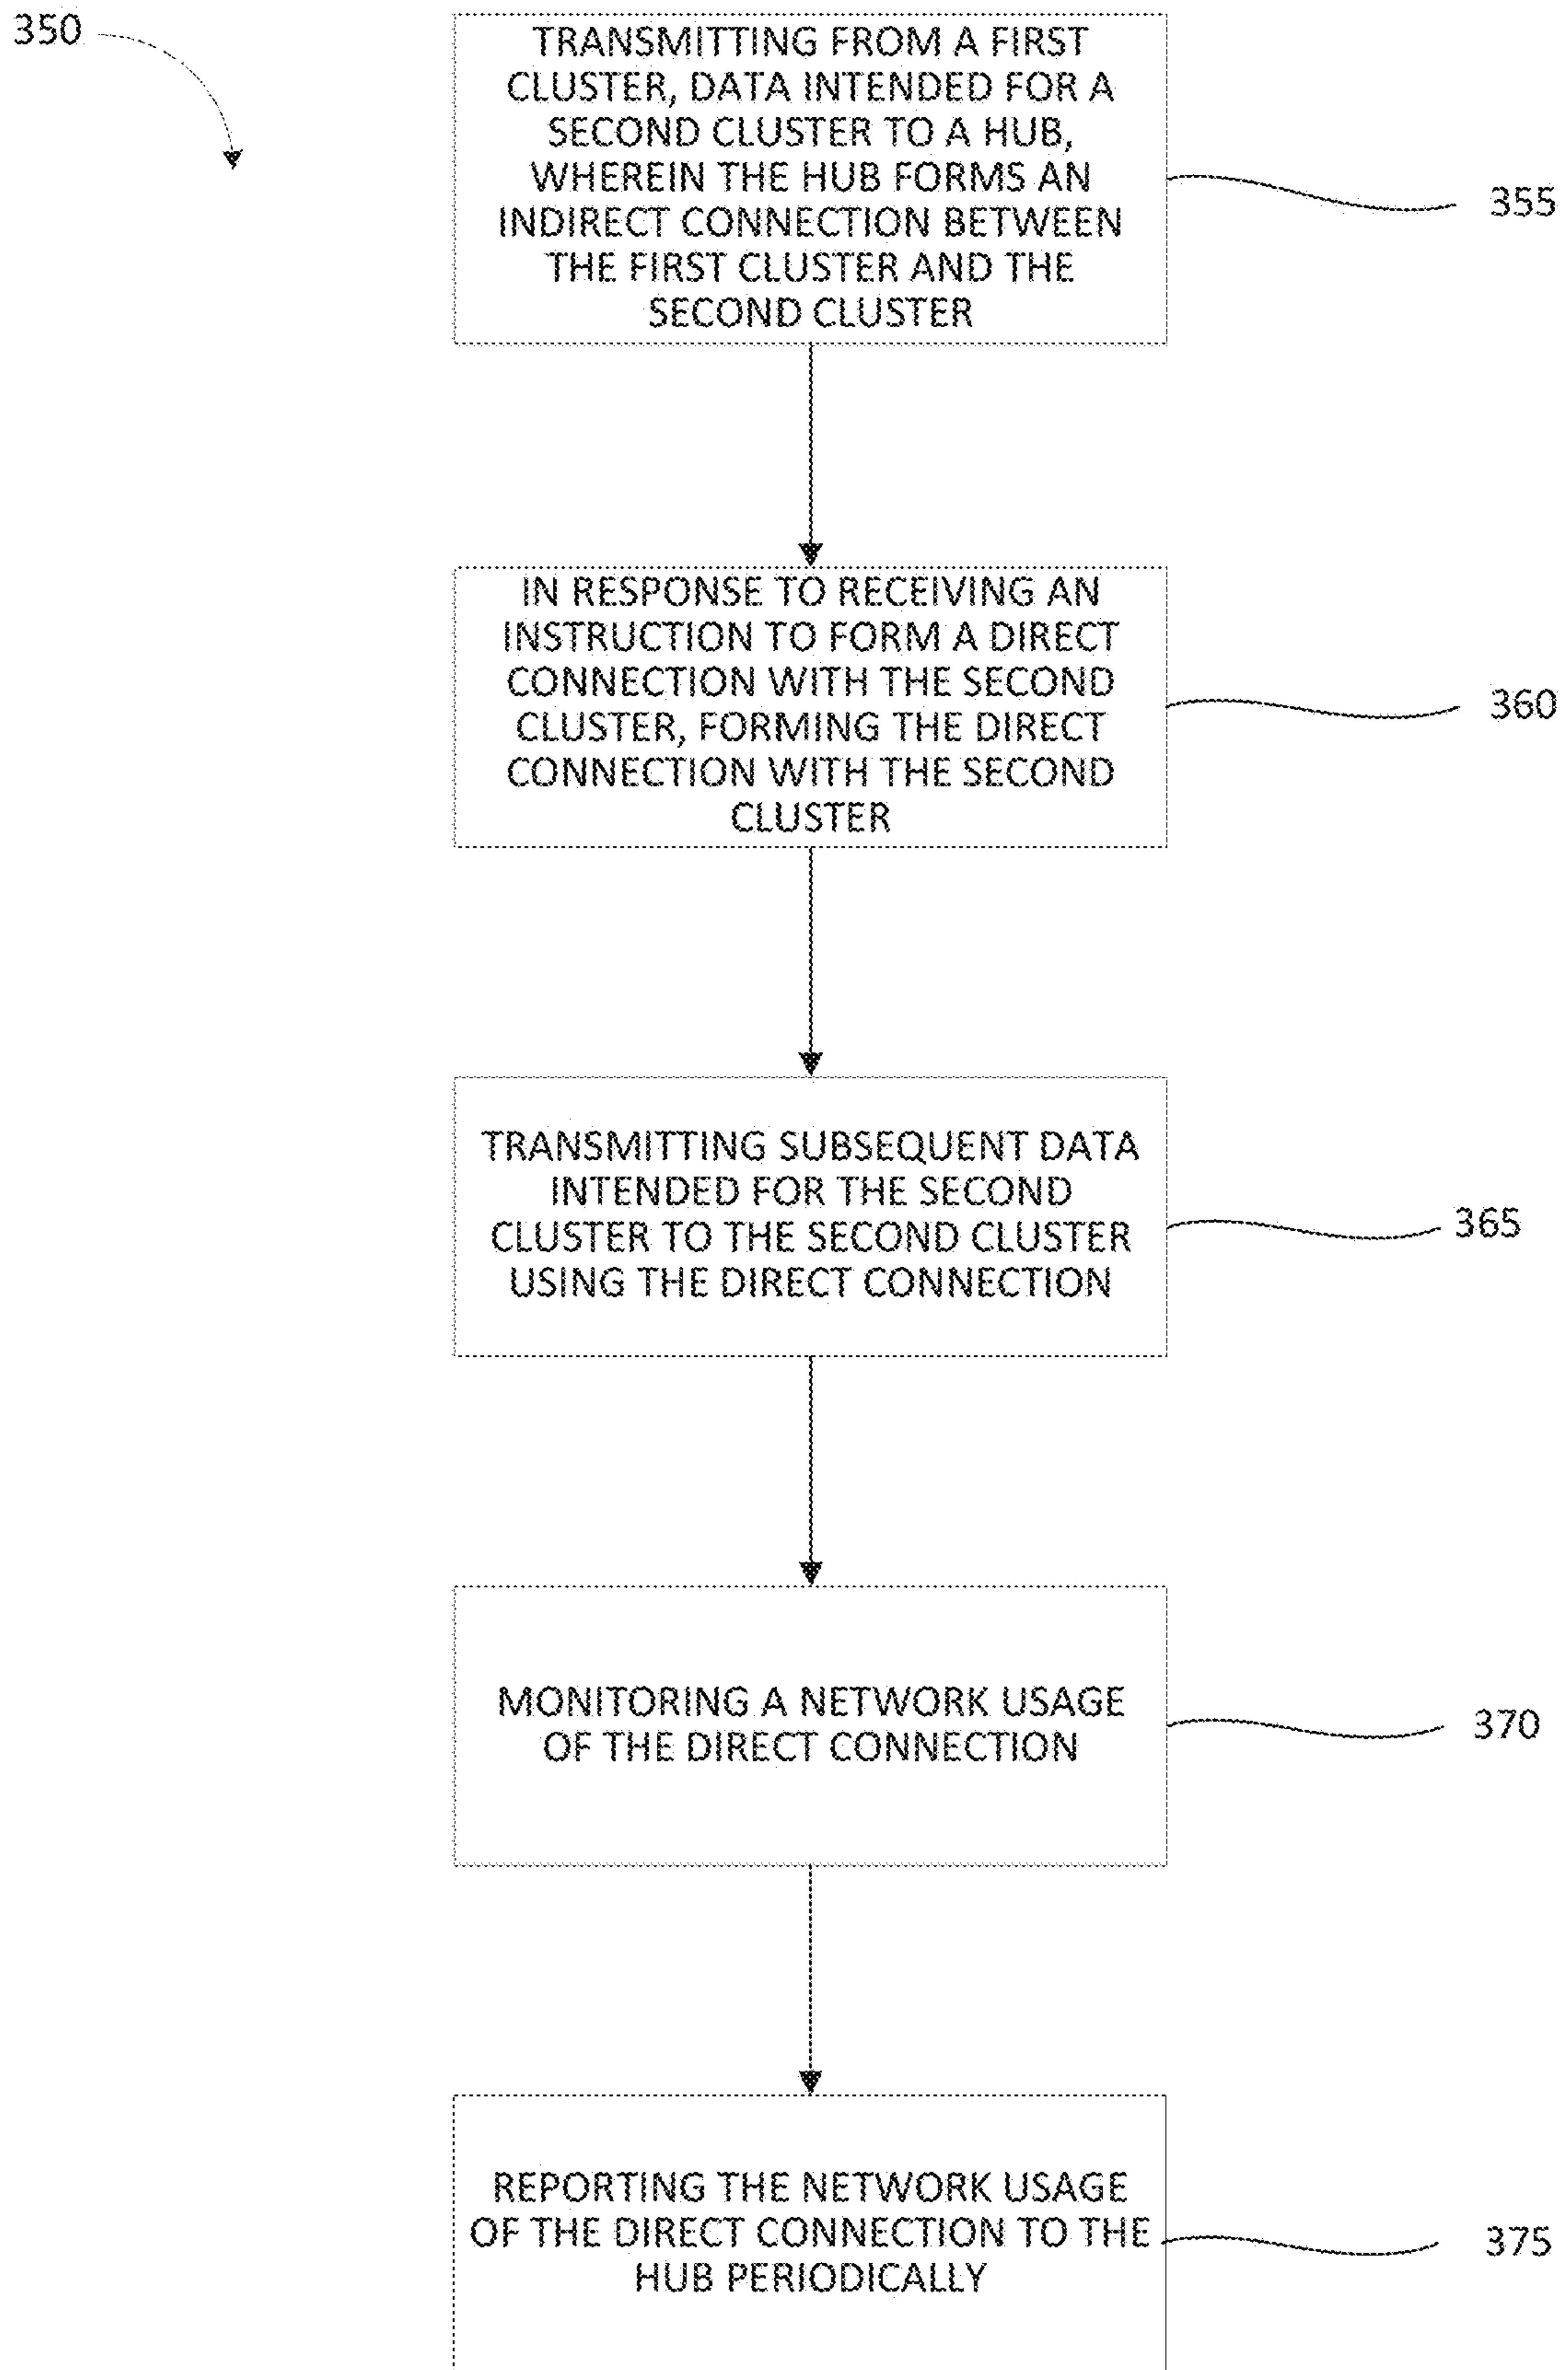 350
TRANSMITTING FROM A FIRST
CLUSTER, DATA INTENDED FOR A
SECOND CLUSTER TO A HUB,
WHEREIN THE HUB FORMS AN
INDIRECT CONNECTION BETWEEN
THE FIRST CLUSTER AND THE
SECOND CLUSTER
355
IN RESPONSE TO RECEIVING AN
INSTRUCTION TO FORM A DIRECT
CONNECTION WITH THE SECOND
CLUSTER, FORMING THE DIRECT
CONNECTION WITH THE SECOND
CLUSTER
360
TRANSMITTING SUBSEQUENT DATA
INTENDED FOR THE SECOND
CLUSTER TO THE SECOND CLUSTER
USING THE DIRECT CONNECTION
365
MONITORING A NETWORK USAGE
OF THE DIRECT CONNECTION
370
REPORTING THE NETWORK USAGE
OF THE DIRECT CONNECTION TO THE
HUB PERIODICALLY
375